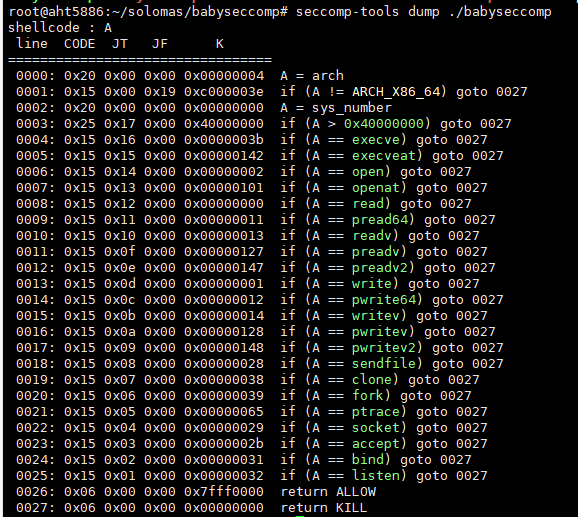 root@aht5886:~/solomas/babyseccomp# seccomp-tools dump ./babyseccomp
shellcode : A
 line  CODE  JT   JF      K
=================================
 0000: 0x20 0x00 0x00 0x00000004  A = arch
 0001: 0x15 0x00 0x19 0xc000003e  if (A != ARCH_X86_64) goto 0027
 0002: 0x20 0x00 0x00 0x00000000  A = sys_number
 0003: 0x25 0x17 0x00 0x40000000  if (A > 0x40000000) goto 0027
 0004: 0x15 0x16 0x00 0x0000003b  if (A == execve) goto 0027
 0005: 0x15 0x15 0x00 0x00000142  if (A == execveat) goto 0027
 0006: 0x15 0x14 0x00 0x00000002  if (A == open) goto 0027
 0007: 0x15 0x13 0x00 0x00000101  if (A == openat) goto 0027
 0008: 0x15 0x12 0x00 0x00000000  if (A == read) goto 0027
 0009: 0x15 0x11 0x00 0x00000011  if (A == pread64) goto 0027
 0010: 0x15 0x10 0x00 0x00000013  if (A == readv) goto 0027
 0011: 0x15 0x0f 0x00 0x00000127  if (A == preadv) goto 0027
 0012: 0x15 0x0e 0x00 0x00000147  if (A == preadv2) goto 0027
 0013: 0x15 0x0d 0x00 0x00000001  if (A == write) goto 0027
 0014: 0x15 0x0c 0x00 0x00000012  if (A == pwrite64) goto 0027
 0015: 0x15 0x0b 0x00 0x00000014  if (A == writev) goto 0027
 0016: 0x15 0x0a 0x00 0x00000128  if (A == pwritev) goto 0027
 0017: 0x15 0x09 0x00 0x00000148  if (A == pwritev2) goto 0027
 0018: 0x15 0x08 0x00 0x00000028  if (A == sendfile) goto 0027
 0019: 0x15 0x07 0x00 0x00000038  if (A == clone) goto 0027
 0020: 0x15 0x06 0x00 0x00000039  if (A == fork) goto 0027
 0021: 0x15 0x05 0x00 0x00000065  if (A == ptrace) goto 0027
 0022: 0x15 0x04 0x00 0x00000029  if (A == socket) goto 0027
 0023: 0x15 0x03 0x00 0x0000002b  if (A == accept) goto 0027
 0024: 0x15 0x02 0x00 0x00000031  if (A == bind) goto 0027
 0025: 0x15 0x01 0x00 0x00000032  if (A == listen) goto 0027
 0026: 0x06 0x00 0x00 0x7fff0000  return ALLOW
 0027: 0x06 0x00 0x00 0x00000000  return KILL